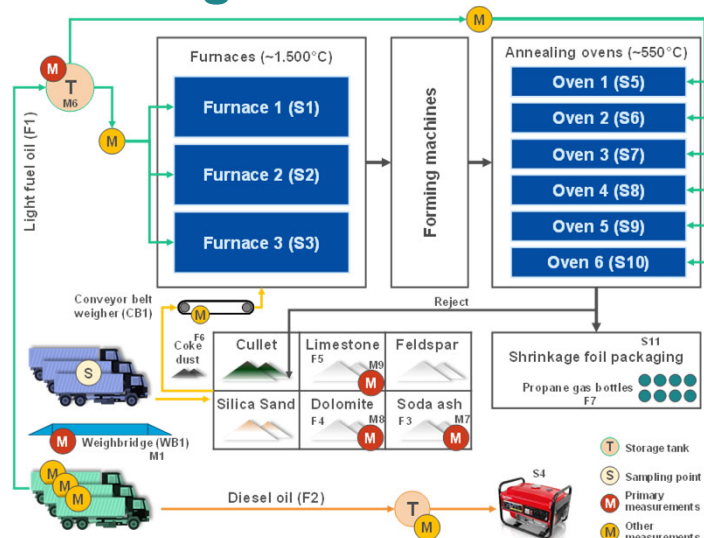 M
Furnaces (~1.500°C)
Annealing ovens (~550°C)
M
T
M6
M
Furnace 1 (S1)
Furnace 2 (S2)
Furnace 3 (S3)
Forming machines
Oven 1 (S5)
Oven 2 (S6)
Oven 3 (S7)
Oven 4 (S8)
Oven 5 (S9)
Oven 6 (S10)
Light fuel oil (F1)
Conveyor belt
weigher (CB1)
M
Reject
F6
Coke
dust
Cullet
Limestone
F5
M9
M
Feldspar
Silica Sand
Dolomite
F4
M8
M
Soda ash
F3
M7
M
S11
Shrinkage foil packaging
Propane gas bottles
F7
S
M
Weighbridge (WB1)
M1
M
M
M
Diesel oil (F2)
T
M
S4
T
Storage tank
S
Sampling point
M
Primary
measurements
M
Other
measurements